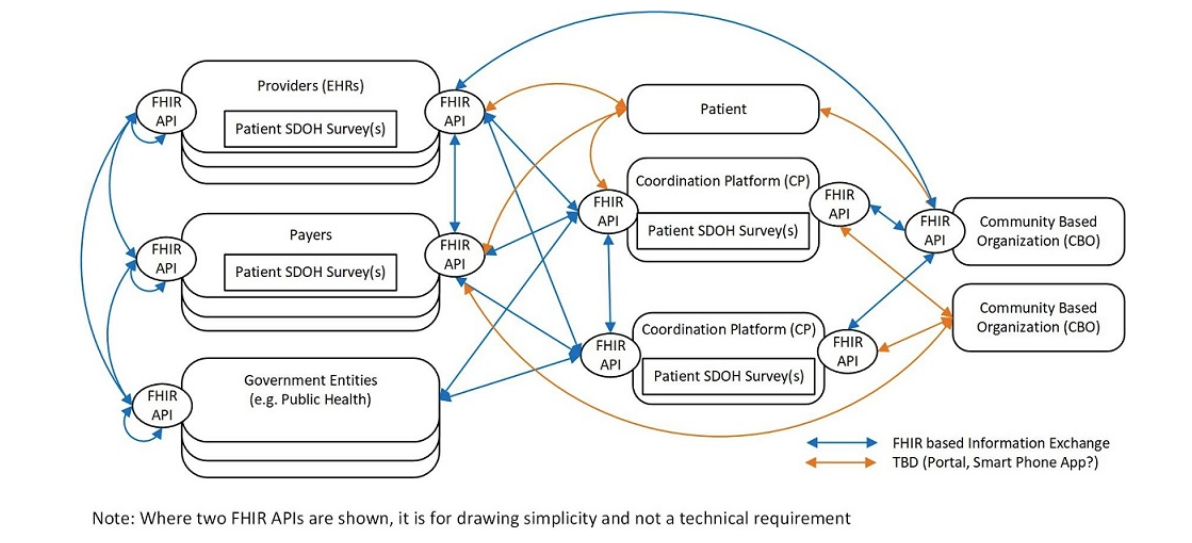 Providers (EHRs)
FHIR
API
Patient SDOH Survey(s)
FHIR
API
Patient
Coordination Platform (CP)
FHIR
API
Patient SDOH Survey(s)
FHIR
API
FHIR
API
Community Based
Organization (CBO)
Payers
FHIR
API
Patient SDOH Survey(s)
FHIR
API
Community Based
Organization (CBO)
Coordination Platform (CP)
FHIR
API
Patient SDOH Survey(s)
FHIR
API
Government Entities
(e.g. Public Health)
FHIR
API
FHIR based Information Exchange
TBD (Portal, Smart Phone App?)
Note: Where two FHIR APIs are shown, it is for drawing simplicity and not a technical requirement